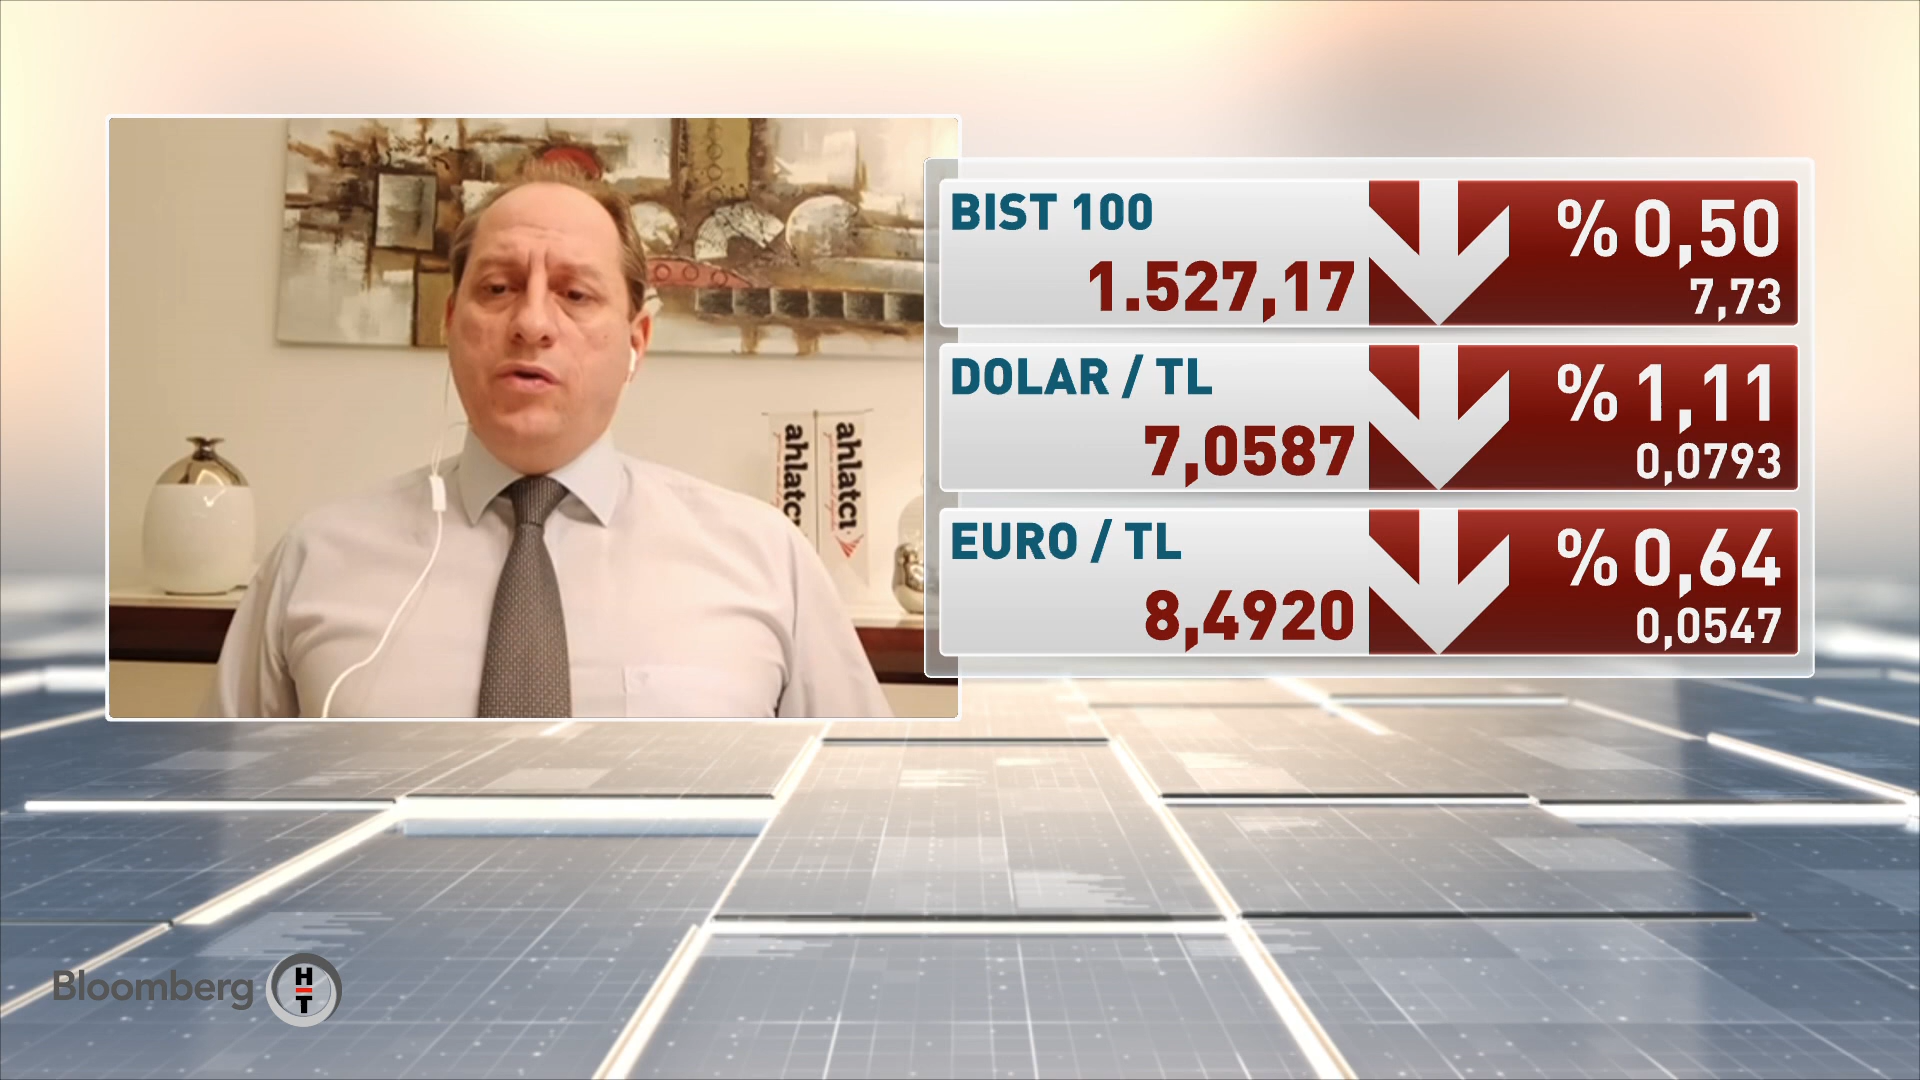 BIST 100
1.527,17
% 0,50
7,73
DOLAR / TL
7,0587
% 1,11
0,0793
EURO / TL
8,4920
% 0,64
0,0547
ahlatcı
ahlatcı
Bloomberg HT